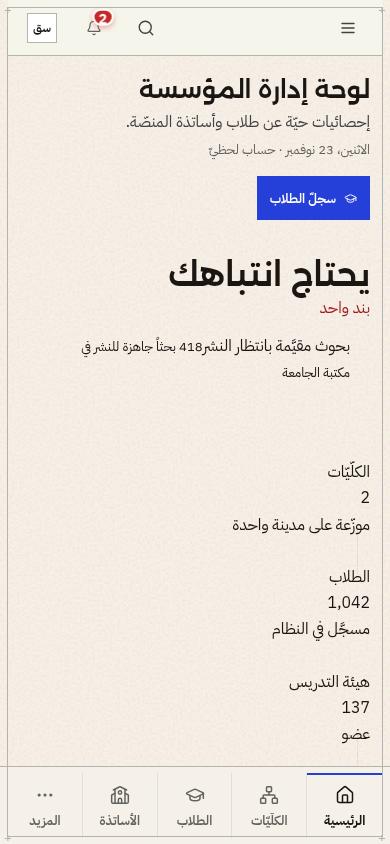 سق
2
لوحة إدارة المؤسسة
إحصائيات حيّة عن طلاب وأساتذة المنصّة.
الاثنين، 23 نوفمبر · حساب لحظيّ
سجلّ الطلاب
يحتاج انتباهك
بند واحد
بحوث مقيَّمة بانتظار النشر418 بحثاً جاهزة للنشر في
مكتبة الجامعة
الكلّيّات
2
موزّعة على مدينة واحدة
الطلاب
1,042
مسجَّل في النظام
هيئة التدريس
137
عضو
الرئيسية
الكلّيّات
الطلاب
الأساتذة
المزيد